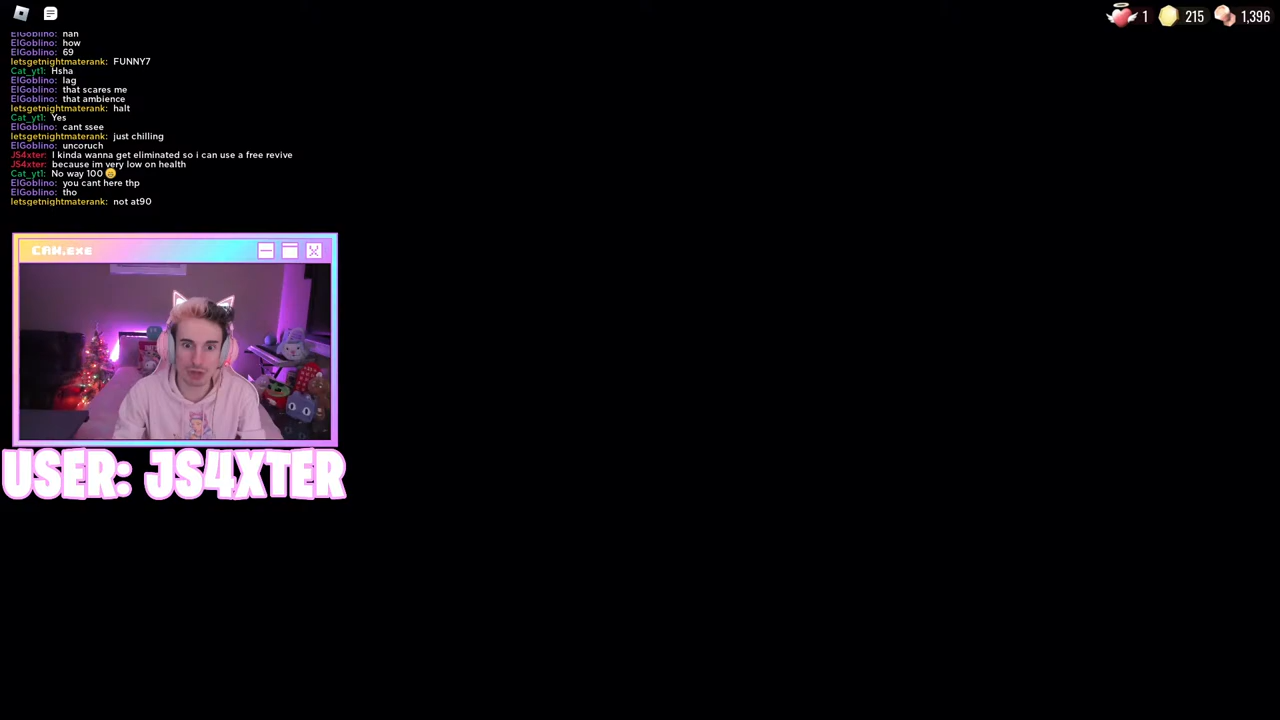 1 215 1,396
ElGoblino: nan
ElGoblino: how
ElGoblino: 69
letsgetnightmaterank: FUNNY7
Cat_yt1: Hsha
ElGoblino: lag
ElGoblino: that scares me
ElGoblino: that ambience
letsgetnightmaterank: halt
Cat_yt1: Yes
ElGoblino: cant ssee
letsgetnightmaterank: just chilling
ElGoblino: uncoruch
JS4xter: I kinda wanna get eliminated so i can use a free revive
JS4xter: because im very low on health
Cat_yt1: No way 100 😑
ElGoblino: you cant here thp
ElGoblino: tho
letsgetnightmaterank: not at90
CAM.exe
USER: JS4XTER